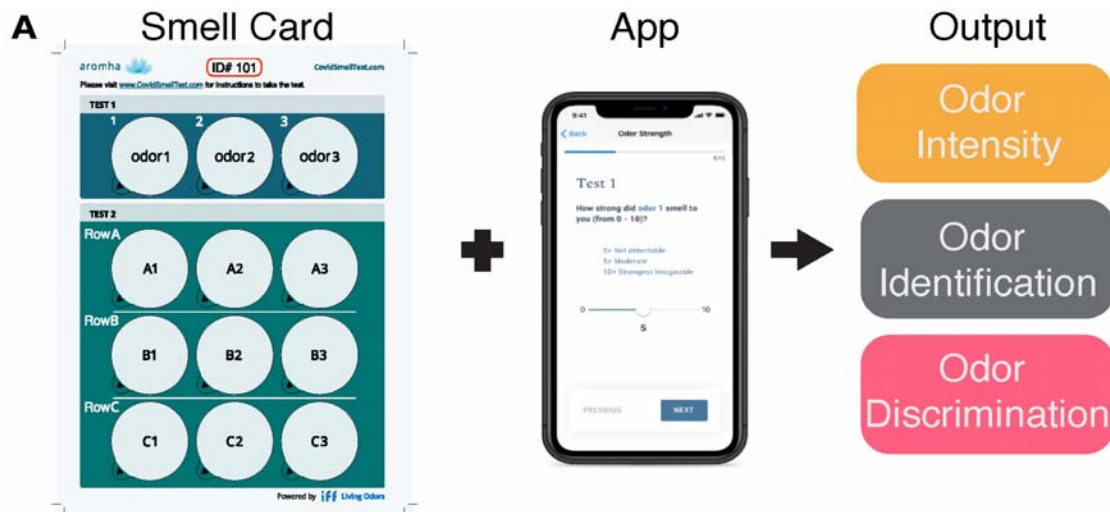 A
Smell Card
App
Output
aromha
ID# 101
CovidSmellTest.com
Please visit www.CovidSmellTest.com for instructions to take the test.
TEST 1
1 2 3
odor1 odor2 odor3
TEST 2
RowA
A1 A2 A3
RowB
B1 B2 B3
RowC
C1 C2 C3
Powered by iff Living Odors
9:41
Back Odor Strength
Test 1
How strong did odor 1 smell to
you (from 0 - 10)?
0= Not detectable
5= Moderate
10= Strongest Imaginable
0 10
5
PREVIOUS NEXT
Odor
Intensity
Odor
Identification
Odor
Discrimination